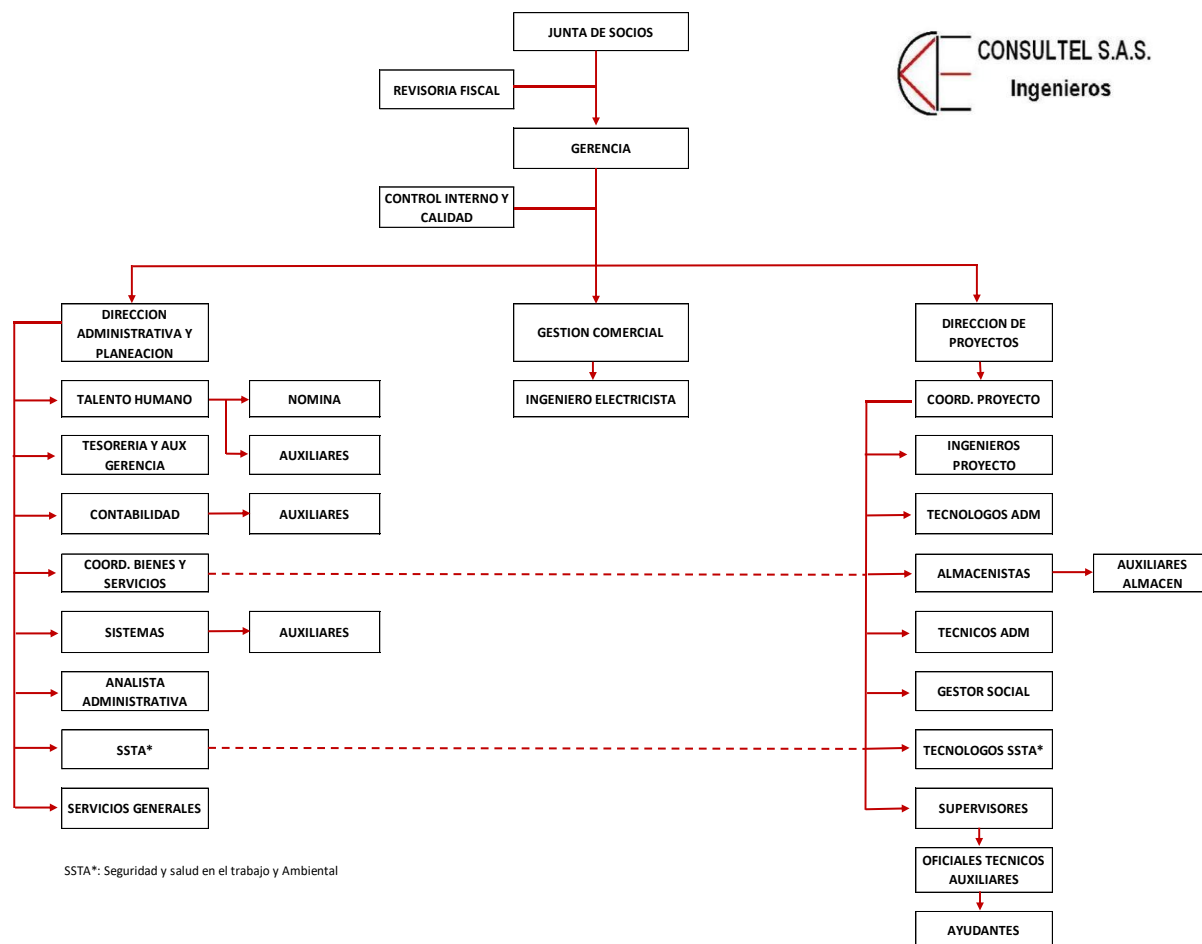 JUNTA DE SOCIOS
CONSULTEL S.A.S.
Ingenieros
REVISORIA FISCAL
GERENCIA
CONTROL INTERNO Y
CALIDAD
DIRECCION
ADMINISTRATIVA Y
PLANEACION
GESTION COMERCIAL
DIRECCION DE
PROYECTOS
TALENTO HUMANO
NOMINA
INGENIERO ELECTRICISTA
COORD. PROYECTO
TESORERIA Y AUX
GERENCIA
AUXILIARES
INGENIEROS
PROYECTO
CONTABILIDAD
AUXILIARES
TECNOLOGOS ADM
COORD. BIENES Y
SERVICIOS
ALMACENISTAS
AUXILIARES
ALMACEN
SISTEMAS
AUXILIARES
TECNICOS ADM
ANALISTA
ADMINISTRATIVA
GESTOR SOCIAL
SSTA*
TECNOLOGOS SSTA*
SERVICIOS GENERALES
SUPERVISORES
OFICIALES TECNICOS
AUXILIARES
SSTA*: Seguridad y salud en el trabajo y Ambiental
AYUDANTES